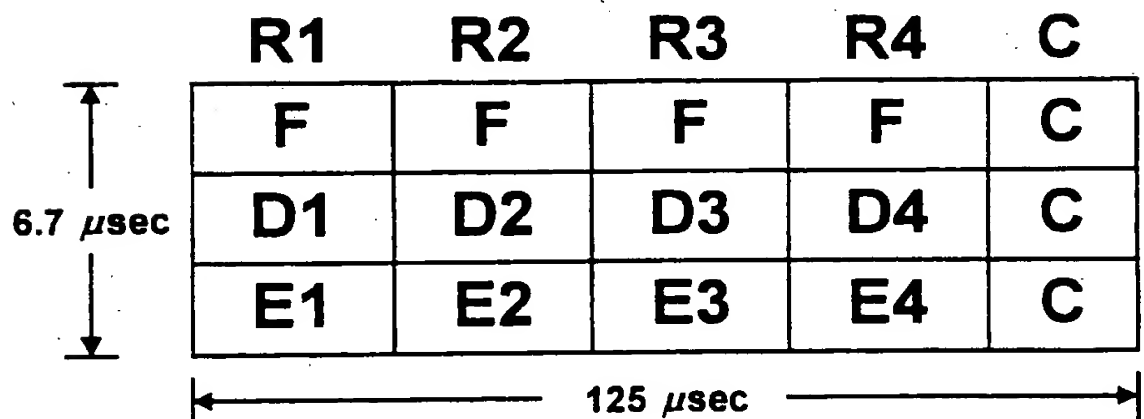 R1 R2 R3 R4 C
F F F F C
6.7 μsec D1 D2 D3 D4 C
E1 E2 E3 E4 C
125 μsec